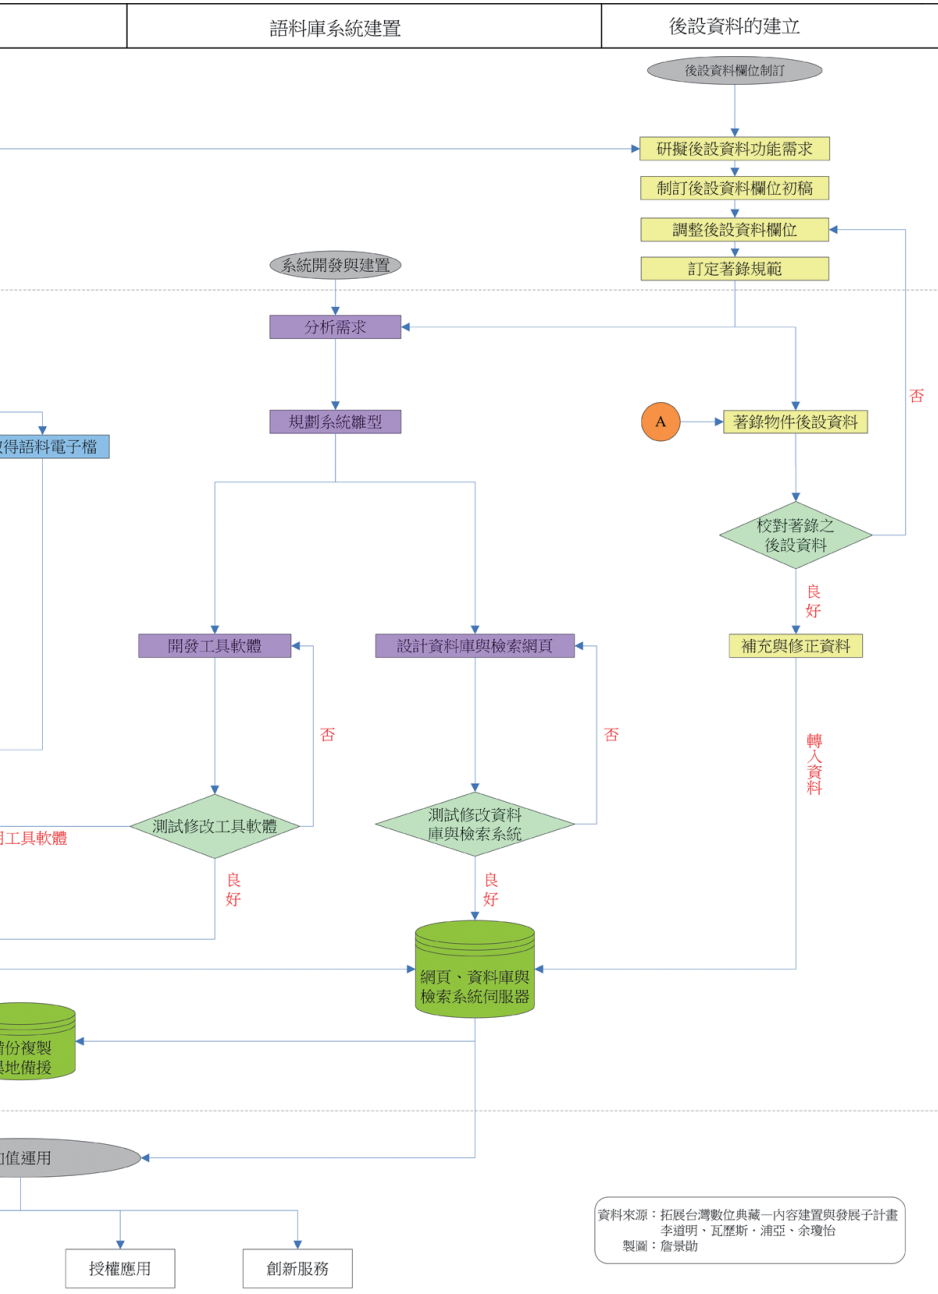 語料庫系統建置
後設資料的建立
後設資料欄位制訂
研擬後設資料功能需求
制訂後設資料欄位初稿
調整後設資料欄位
系統開發與建置
訂定著錄規範
分析需求
否
規劃系統雛型
A
著錄物件後設資料
得語料電子檔
校對著錄之
後設資料
良
好
開發工具軟體
設計資料庫與檢索網頁
補充與修正資料
否
否
轉
入
資
料
測試修改工具軟體
測試修改資料
庫與檢索系統
工具軟體
良
好
良
好
網頁、資料庫與
檢索系統伺服器
份複製
地備援
值運用
資料來源：拓展台灣數位典藏—內容建置與發展子計畫
李道明、瓦歷斯・浦亞、余瓊怡
製圖：詹景勛
授權應用
創新服務